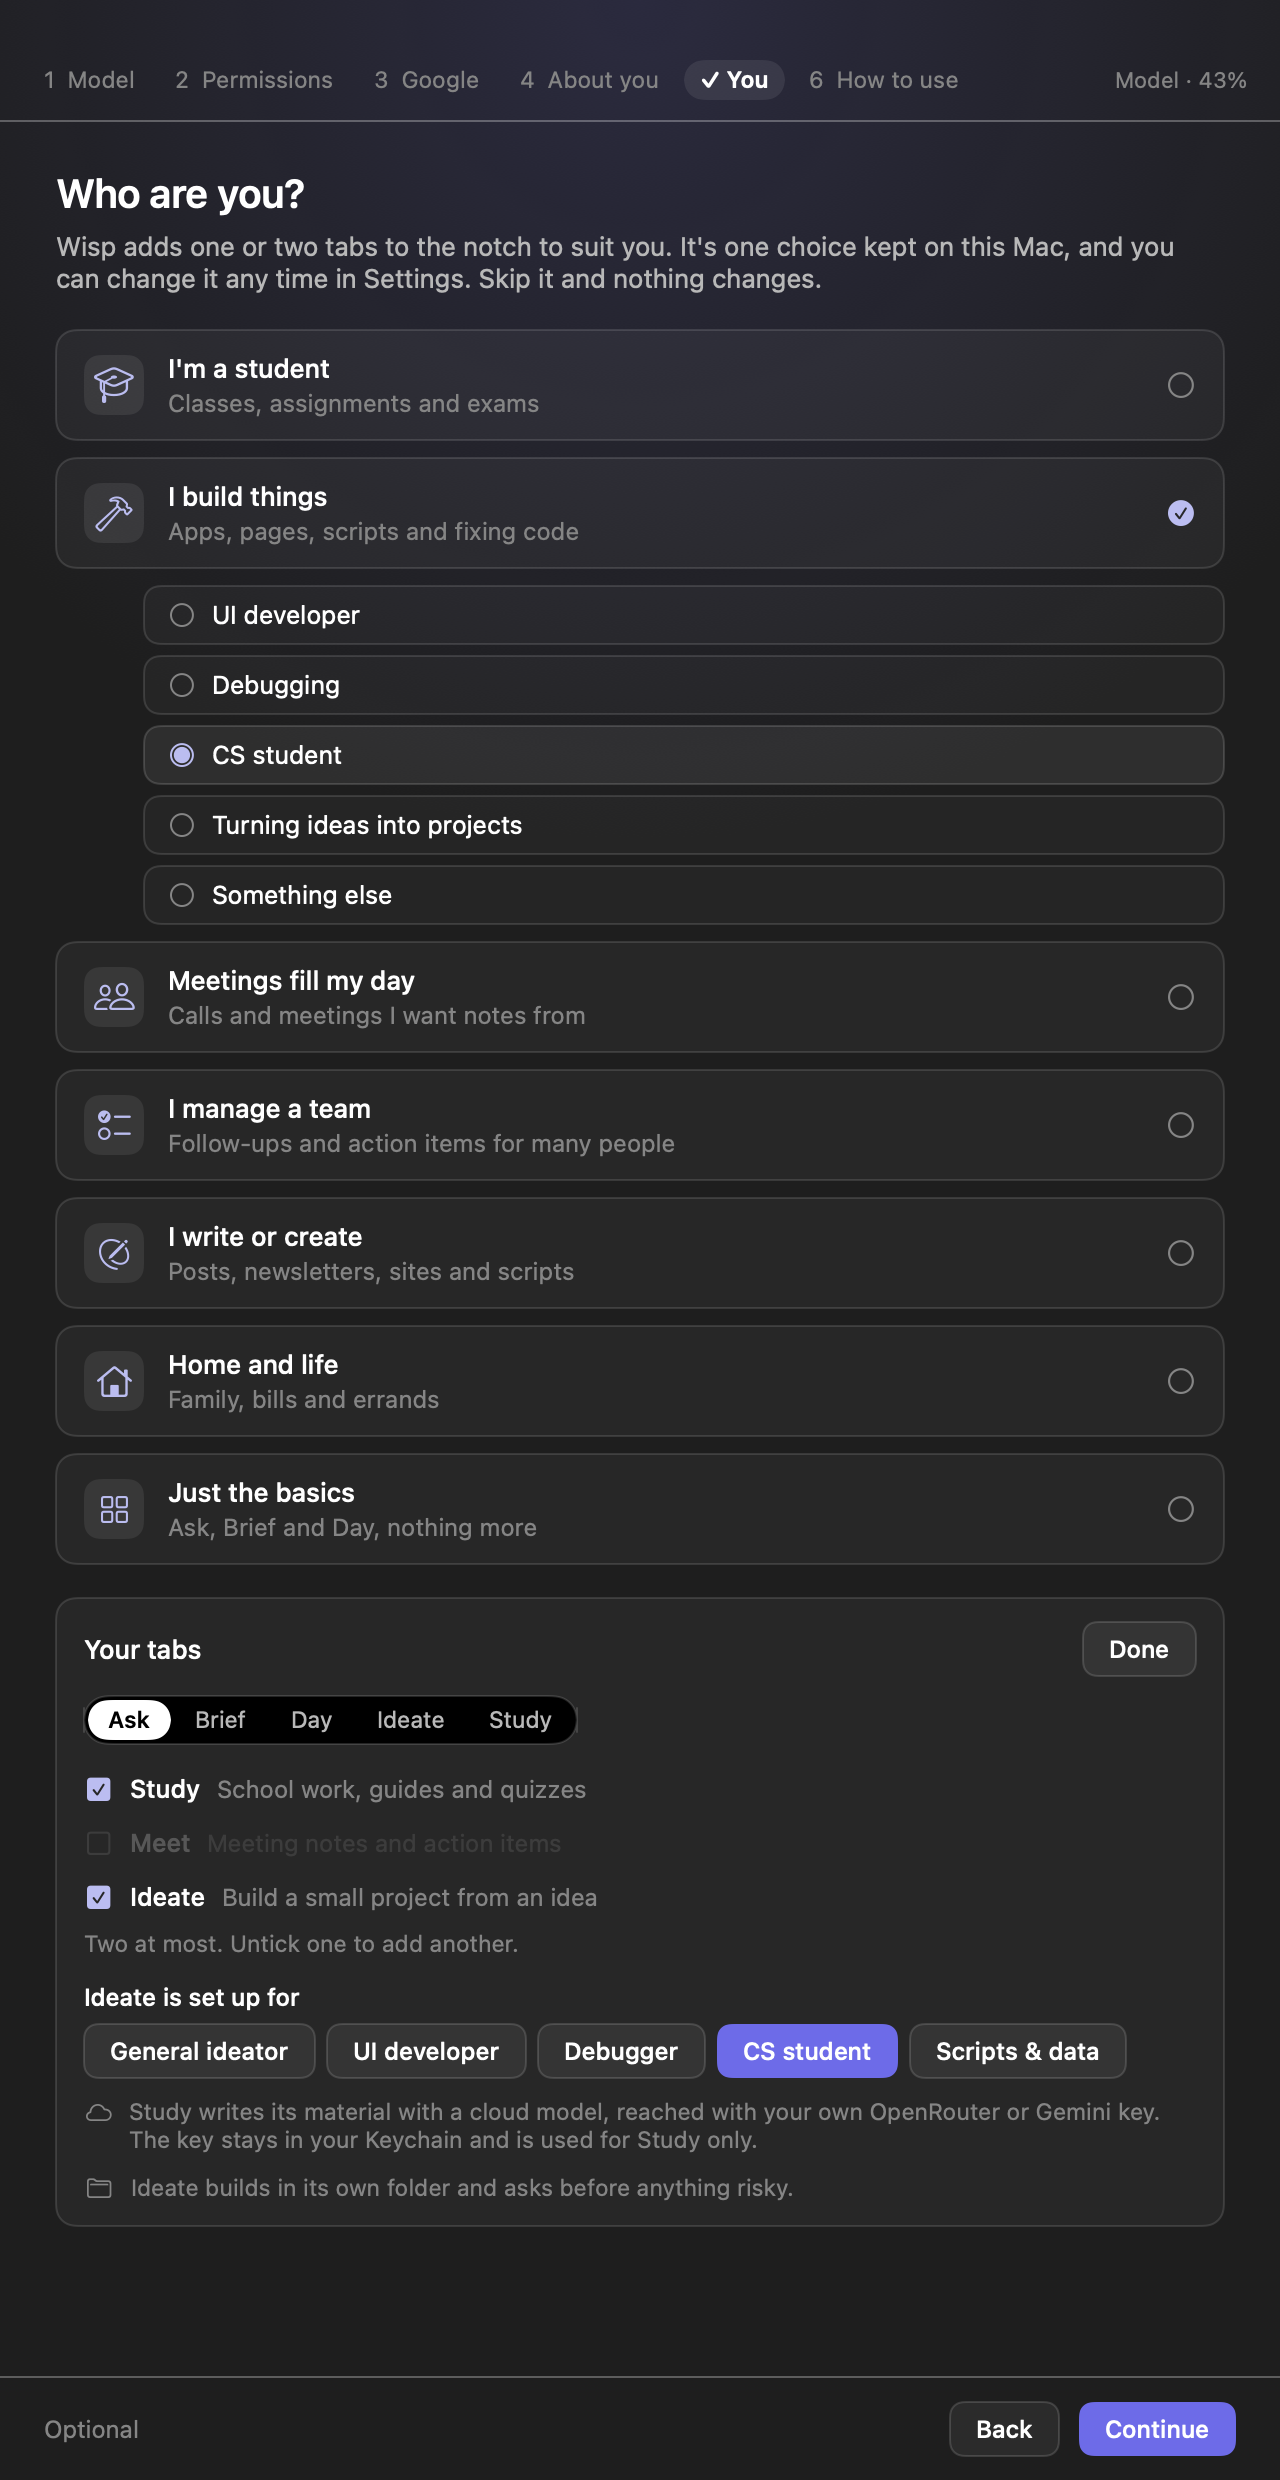 1 Model 2 Permissions 3 Google 4 About you ✓ You 6 How to use Model · 43%
Who are you?
Wisp adds one or two tabs to the notch to suit you. It's one choice kept on this Mac, and you
can change it any time in Settings. Skip it and nothing changes.
I'm a student
Classes, assignments and exams
I build things
Apps, pages, scripts and fixing code
UI developer
Debugging
CS student
Turning ideas into projects
Something else
Meetings fill my day
Calls and meetings I want notes from
I manage a team
Follow-ups and action items for many people
I write or create
Posts, newsletters, sites and scripts
Home and life
Family, bills and errands
Just the basics
Ask, Brief and Day, nothing more
Your tabs Done
Ask Brief Day Ideate Study
Study School work, guides and quizzes
Meet Meeting notes and action items
Ideate Build a small project from an idea
Two at most. Untick one to add another.
Ideate is set up for
General ideator UI developer Debugger CS student Scripts & data
Study writes its material with a cloud model, reached with your own OpenRouter or Gemini key.
The key stays in your Keychain and is used for Study only.
Ideate builds in its own folder and asks before anything risky.
Optional Back Continue